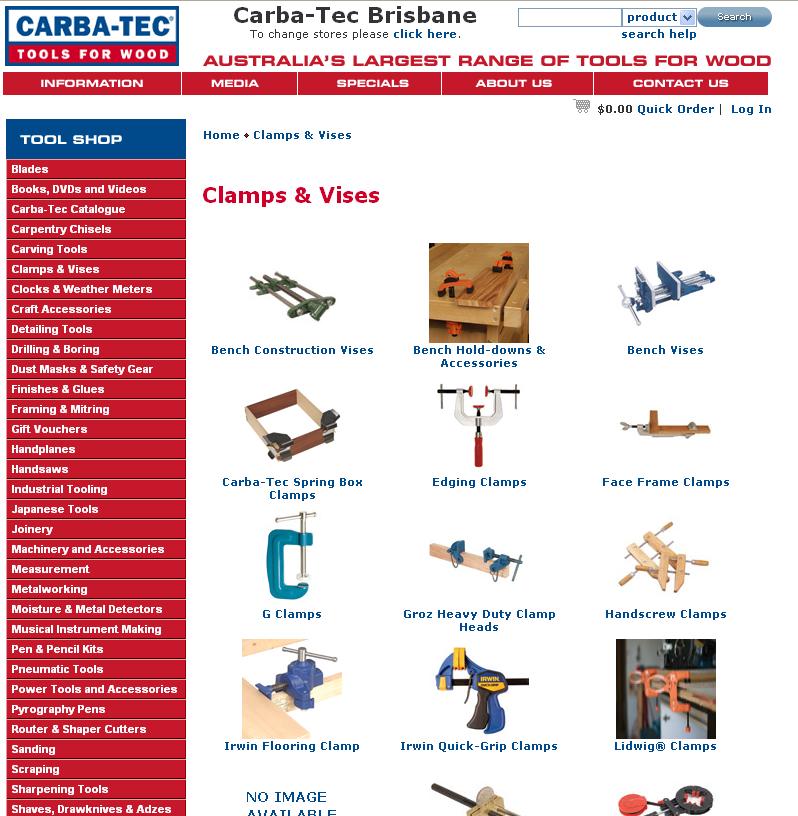 CARBA-TEC®
TOOLS FOR WOOD
Carba-Tec Brisbane
To change stores please click here.
product
Search
search help
AUSTRALIA'S LARGEST RANGE OF TOOLS FOR WOOD
INFORMATION
MEDIA
SPECIALS
ABOUT US
CONTACT US
$0.00 Quick Order | Log In
TOOL SHOP
Blades
Books, DVDs and Videos
Carba-Tec Catalogue
Carpentry Chisels
Carving Tools
Clamps & Vises
Clocks & Weather Meters
Craft Accessories
Detailing Tools
Drilling & Boring
Dust Masks & Safety Gear
Finishes & Glues
Framing & Mitring
Gift Vouchers
Handplanes
Handsaws
Industrial Tooling
Japanese Tools
Joinery
Machinery and Accessories
Measurement
Metalworking
Moisture & Metal Detectors
Musical Instrument Making
Pen & Pencil Kits
Pneumatic Tools
Power Tools and Accessories
Pyrography Pens
Router & Shaper Cutters
Sanding
Scraping
Sharpening Tools
Shaves, Drawknives & Adzes
Home • Clamps & Vises
Clamps & Vises
Bench Construction Vises
Bench Hold-downs &
Accessories
Bench Vises
Carba-Tec Spring Box
Clamps
Edging Clamps
Face Frame Clamps
G Clamps
Groz Heavy Duty Clamp
Heads
Handscrew Clamps
Irwin Flooring Clamp
IRWIN
Irwin Quick-Grip Clamps
Lidwig® Clamps
NO IMAGE
AVAILABLE